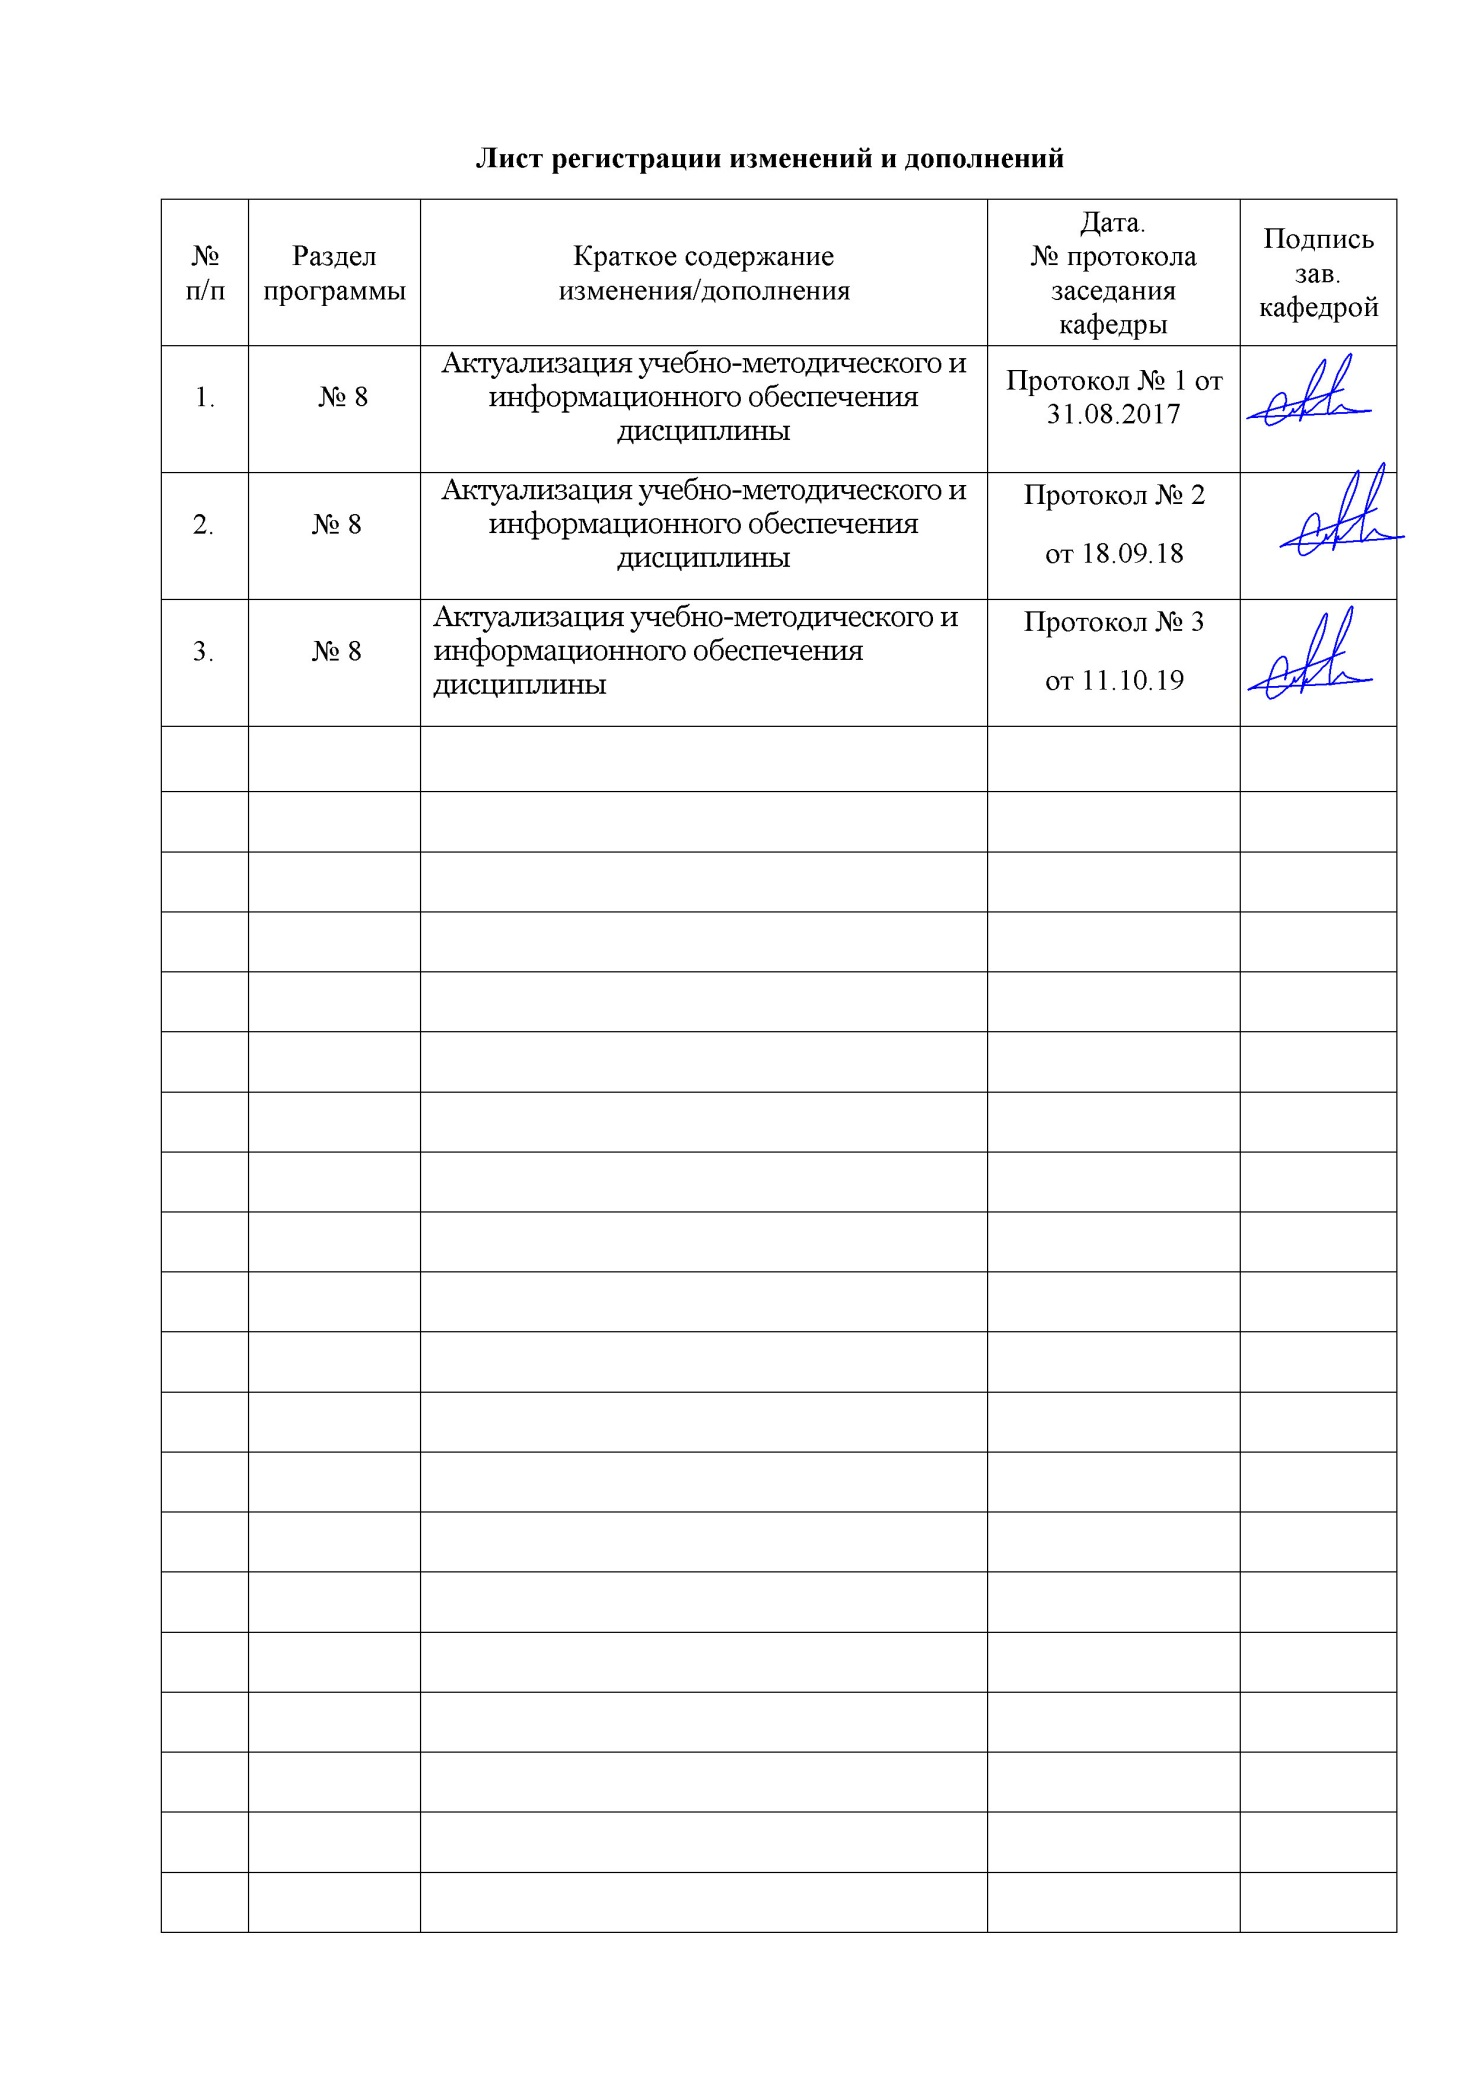 Лист регистрации изменений и дополнений
№
п/п
Раздел
программы
Краткое содержание
изменения/дополнения
Дата.
№ протокола
заседания
кафедры
Подпись
зав.
кафедрой
1.
№ 8
Актуализация учебно-методического и
информационного обеспечения
дисциплины
Протокол № 1 от
31.08.2017
2.
№ 8
Актуализация учебно-методического и
информационного обеспечения
дисциплины
Протокол № 2
от 18.09.18
3.
№ 8
Актуализация учебно-методического и
информационного обеспечения
дисциплины
Протокол № 3
от 11.10.19